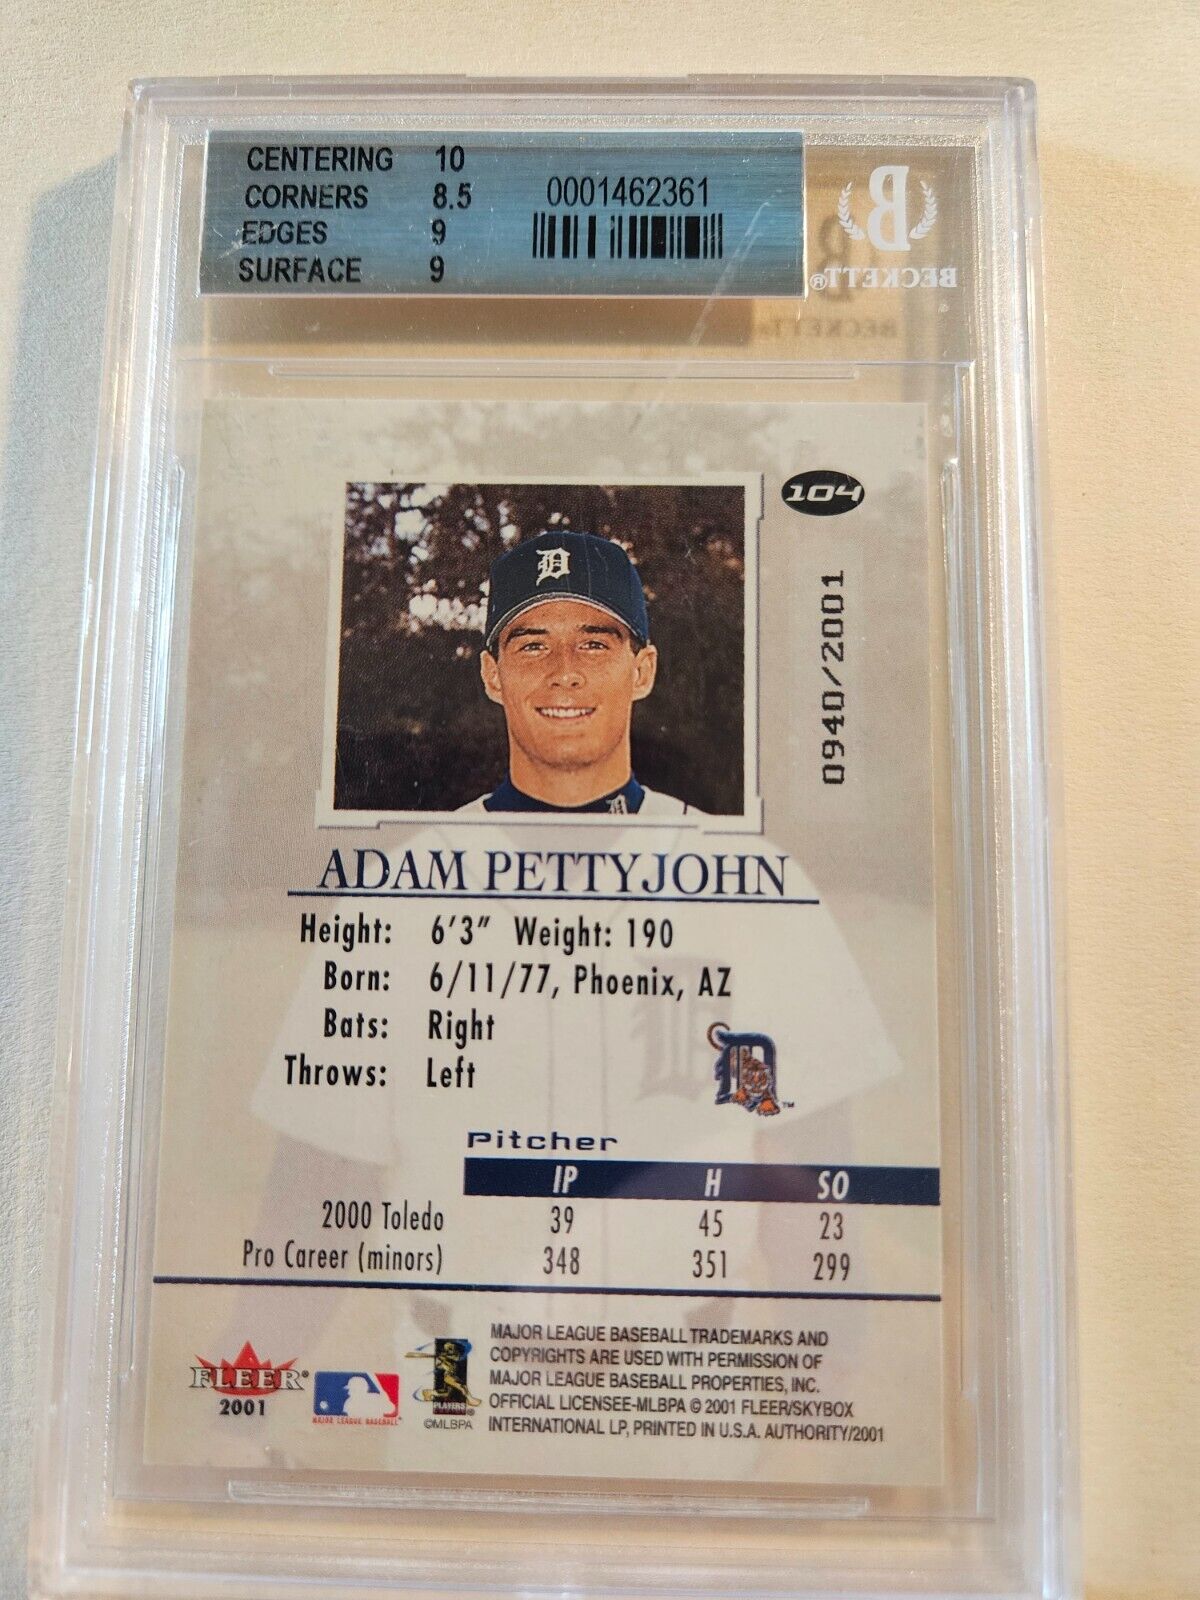 CENTERING 10
CORNERS 8.5
EDGES 9
SURFACE 9
0001462361
BECKETT®
104
0940/2001
ADAM PETTYJOHN
Height: 6'3" Weight: 190
Born: 6/11/77, Phoenix, AZ
Bats: Right
Throws: Left
Pitcher
IP H SO
2000 Toledo 39 45 23
Pro Career (minors) 348 351 299
FLEER®
2001
MAJOR LEAGUE BASEBALL
PLAYERS
©MLBPA
MAJOR LEAGUE BASEBALL TRADEMARKS AND
COPYRIGHTS ARE USED WITH PERMISSION OF
MAJOR LEAGUE BASEBALL PROPERTIES, INC.
OFFICIAL LICENSEE-MLBPA © 2001 FLEER/SKYBOX
INTERNATIONAL LP, PRINTED IN U.S.A. AUTHORITY/2001